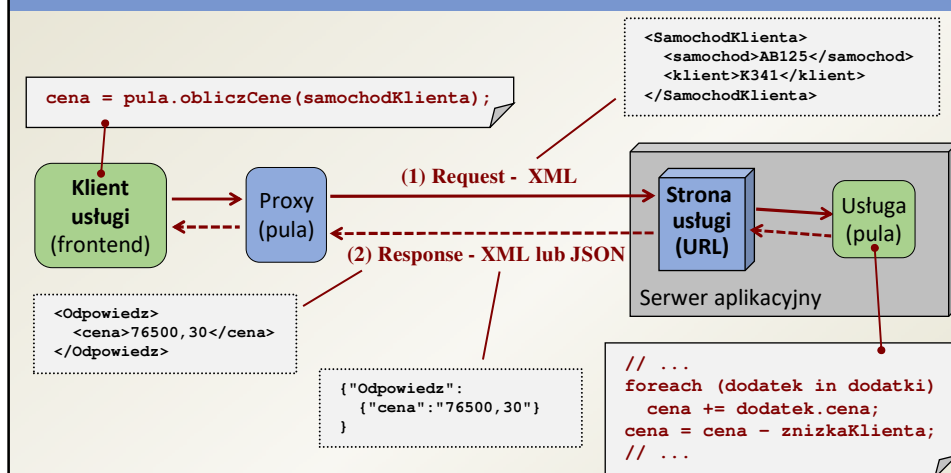 <SamochodKlienta>
<samochod>AB125</samochod>
<klient>K341</klient>
</SamochodKlienta>
cena = pula.obliczCene(samochodKlienta);
Klient
usługi
(frontend)
Proxy
(pula)
(1) Request - XML
(2) Response - XML lub JSON
Strona
usługi
(URL)
Usługa
(pula)
Serwer aplikacyjny
<Odpowiedz>
<cena>76500,30</cena>
</Odpowiedz>
{"Odpowiedz":
{"cena":"76500,30"}
}
// ...
foreach (dodatek in dodatki)
cena += dodatek.cena;
cena = cena – znizkaKlienta;
// ...